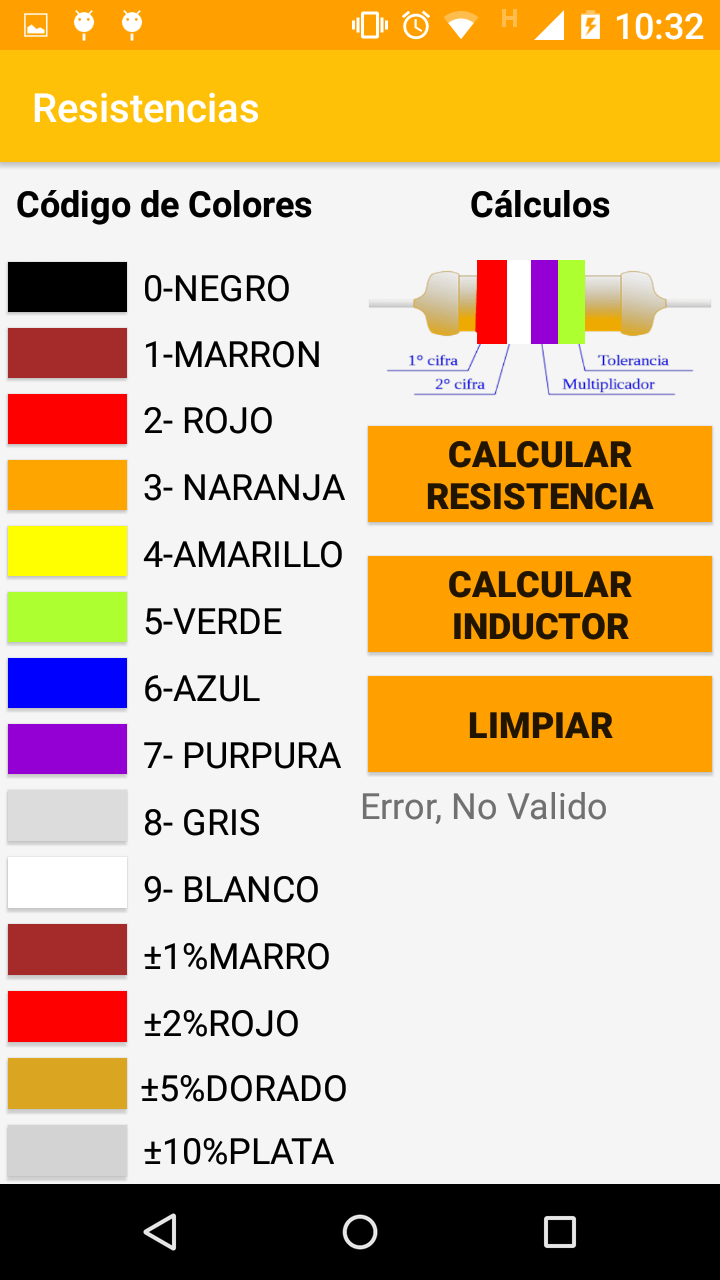 H
10:32
Resistencias
Código de Colores
0-NEGRO
1-MARRON
2- ROJO
3- NARANJA
4-AMARILLO
5-VERDE
6-AZUL
7- PURPURA
8- GRIS
9- BLANCO
±1%MARRO
±2%ROJO
±5%DORADO
±10%PLATA
Cálculos
1° cifra
Tolerancia
2° cifra
Multiplicador
CALCULAR
RESISTENCIA
CALCULAR
INDUCTOR
LIMPIAR
Error, No Valido